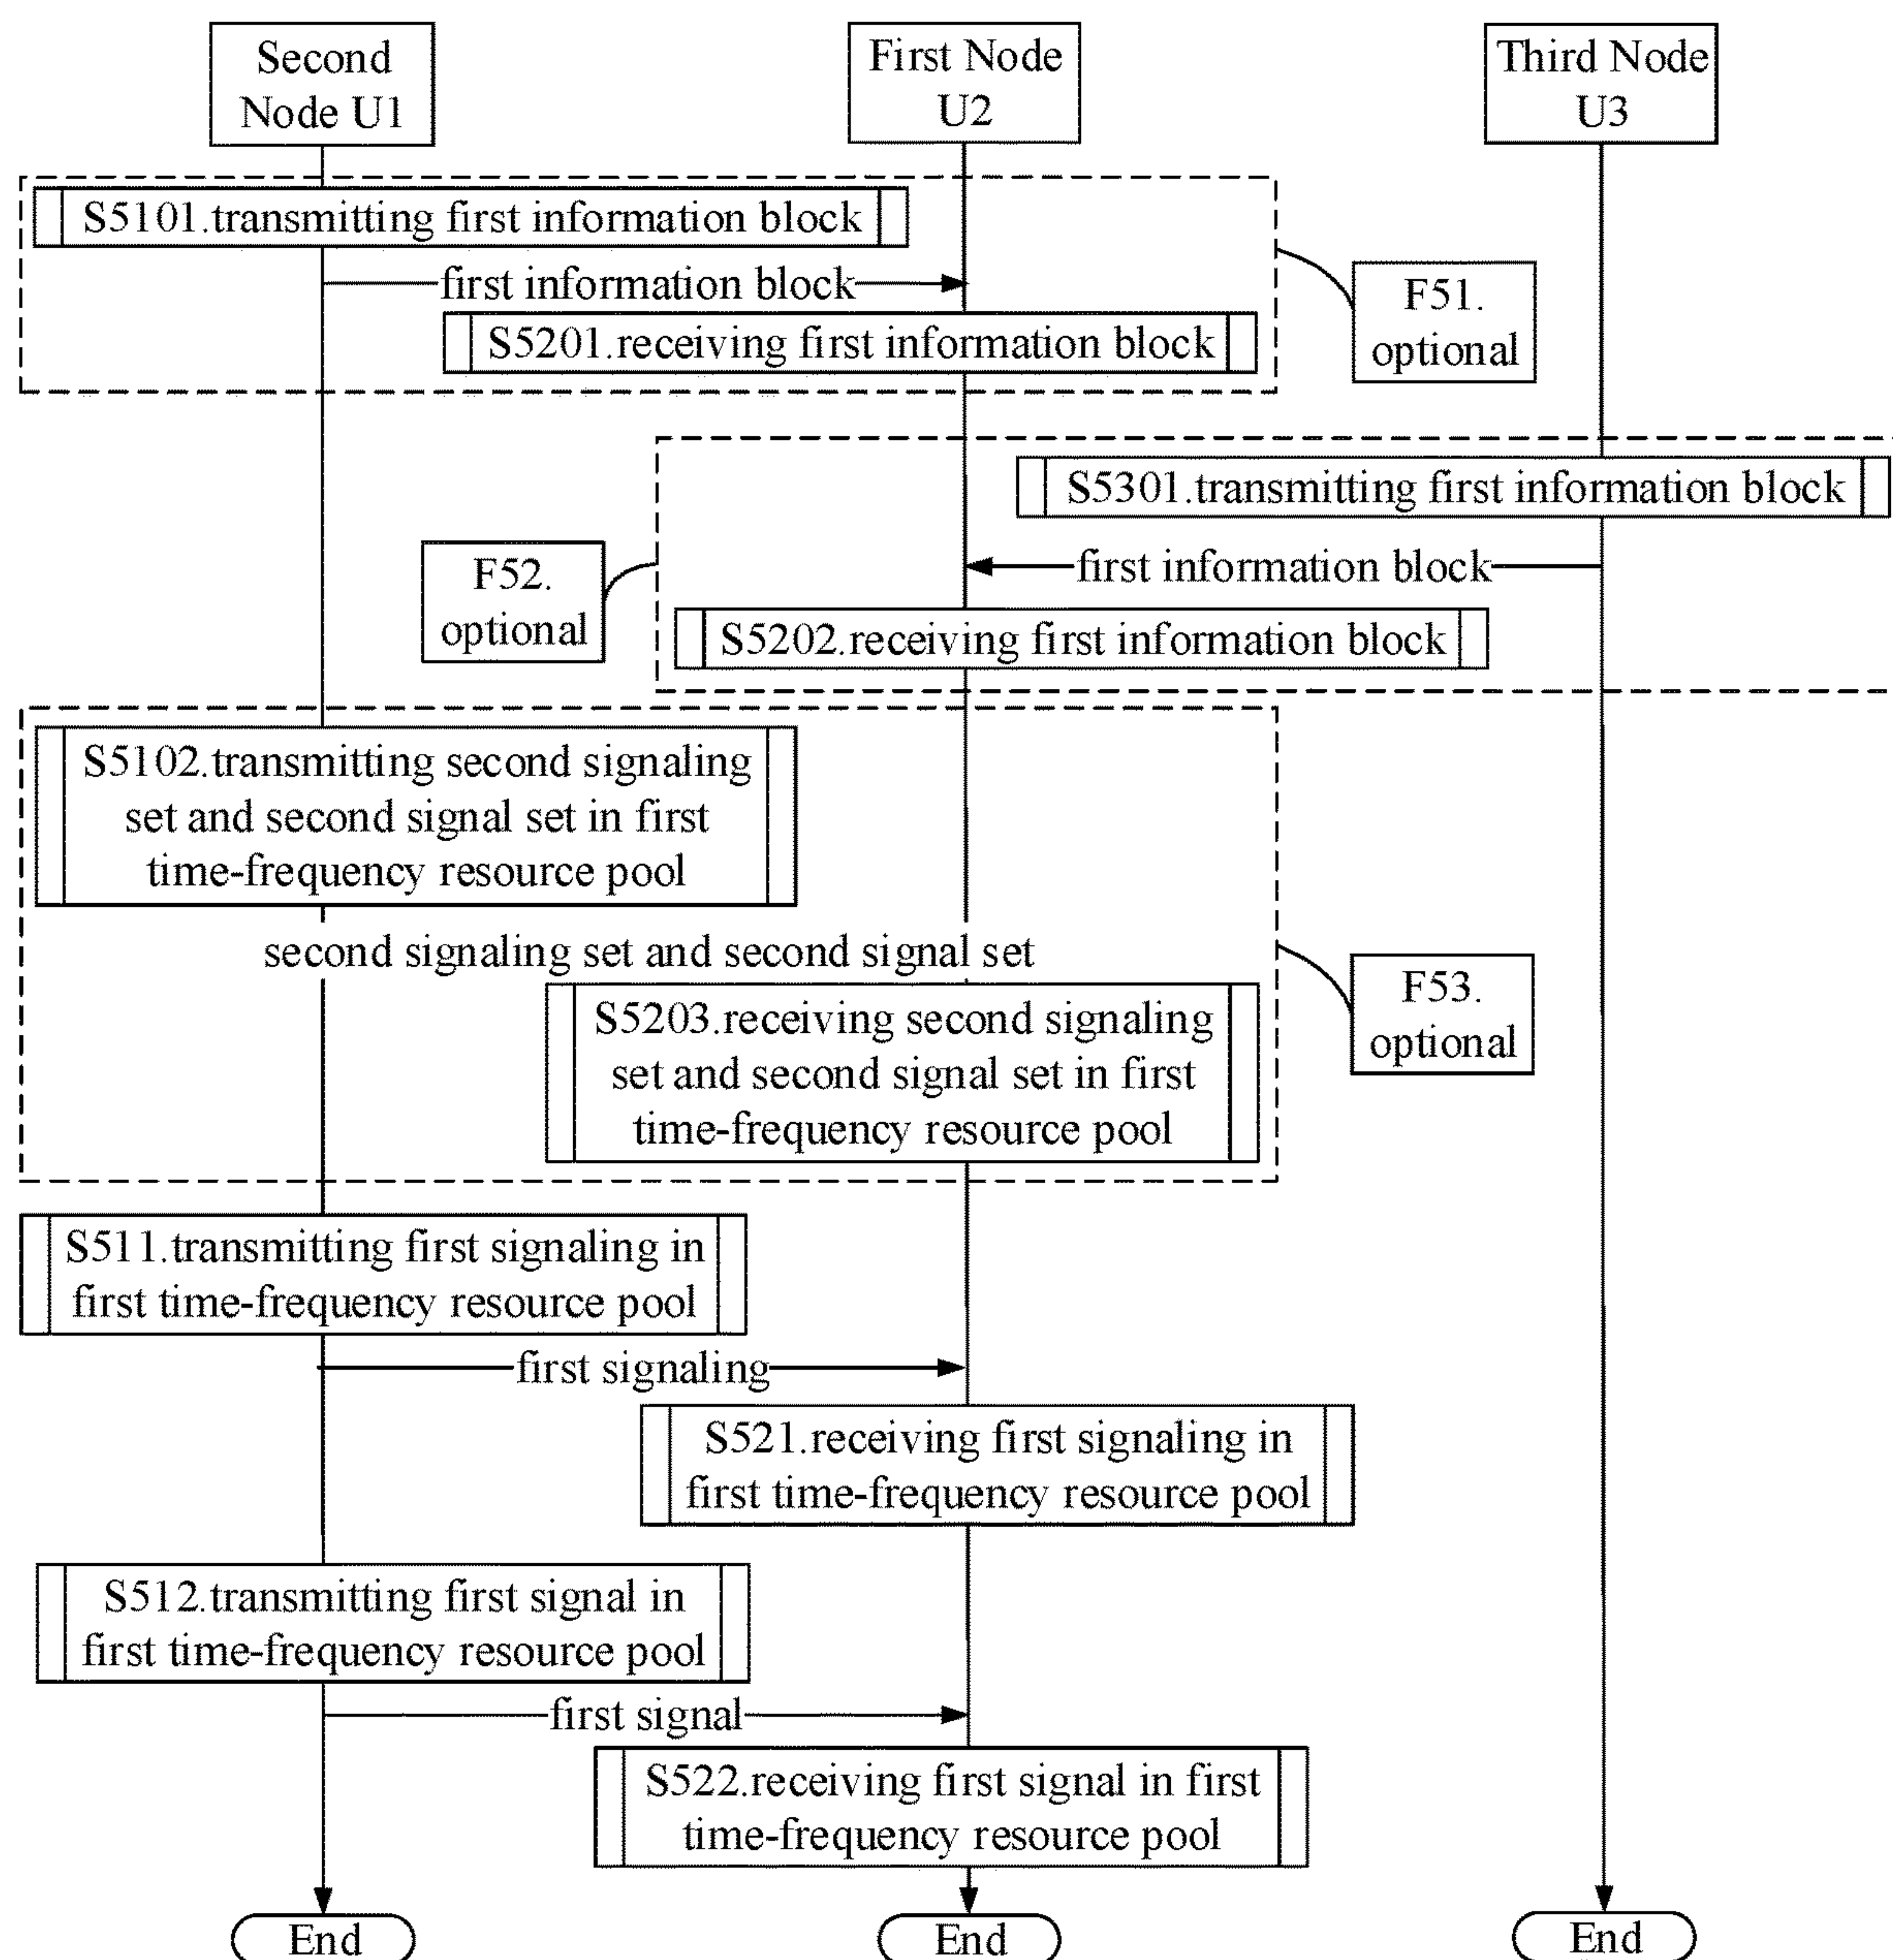 Second
Node U1
First Node
U2
Third Node
U3
S5101.transmitting first information block
first information block
S5201.receiving first information block
F51.
optional
S5301.transmitting first information block
first information block
F52.
optional
S5202.receiving first information block
S5102.transmitting second signaling
set and second signal set in first
time-frequency resource pool
second signaling set and second signal set
S5203.receiving second signaling
set and second signal set in first
time-frequency resource pool
F53.
optional
S511.transmitting first signaling in
first time-frequency resource pool
first signaling
S521.receiving first signaling in
first time-frequency resource pool
S512.transmitting first signal in
first time-frequency resource pool
first signal
S522.receiving first signal in first
time-frequency resource pool
End
End
End